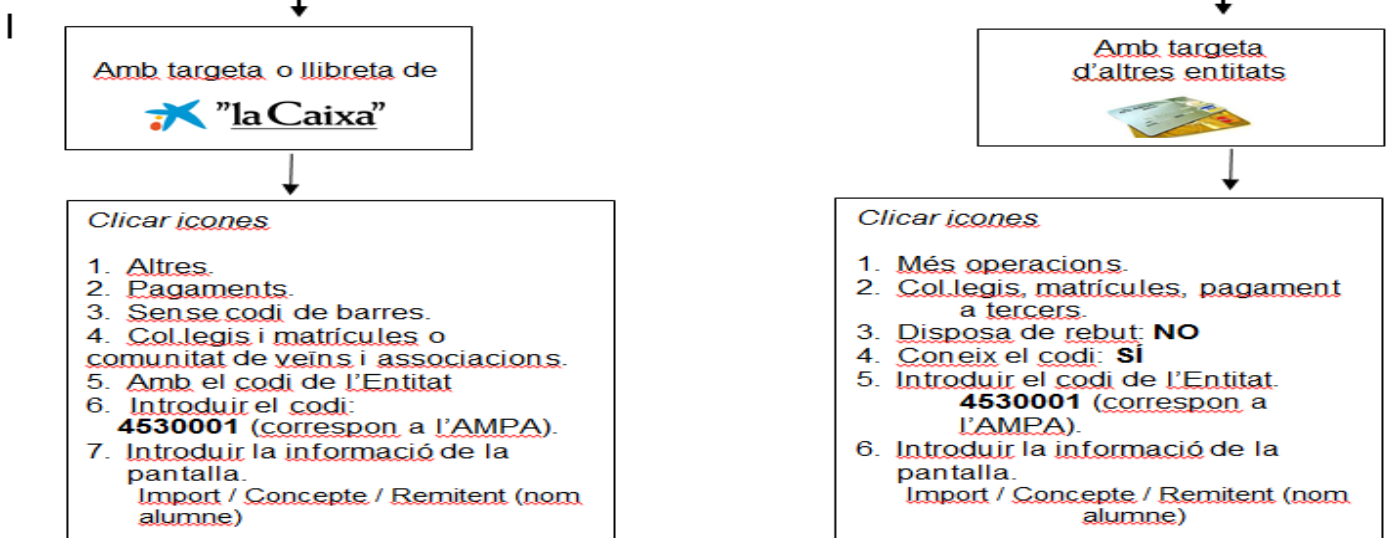 Amb targeta o llibreta de
"la Caixa"
Clicar icones
1. Altres.
2. Pagaments.
3. Sense codi de barres.
4. Col.legis i matrícules o
comunitat de veïns i associacions.
5. Amb el codi de l'Entitat
6. Introduir el codi:
4530001 (correspon a l'AMPA).
7. Introduir la informació de la
pantalla.
Import / Concepte / Remitent (nom
alumne)
Amb targeta
d'altres entitats
Clicar icones
1. Més operacions.
2. Col.legis, matrícules, pagament
a tercers.
3. Disposa de rebut: NO
4. Coneix el codi: SÍ
5. Introduir el codi de l'Entitat.
4530001 (correspon a
l'AMPA).
6. Introduir la informació de la
pantalla.
Import / Concepte / Remitent (nom
alumne)